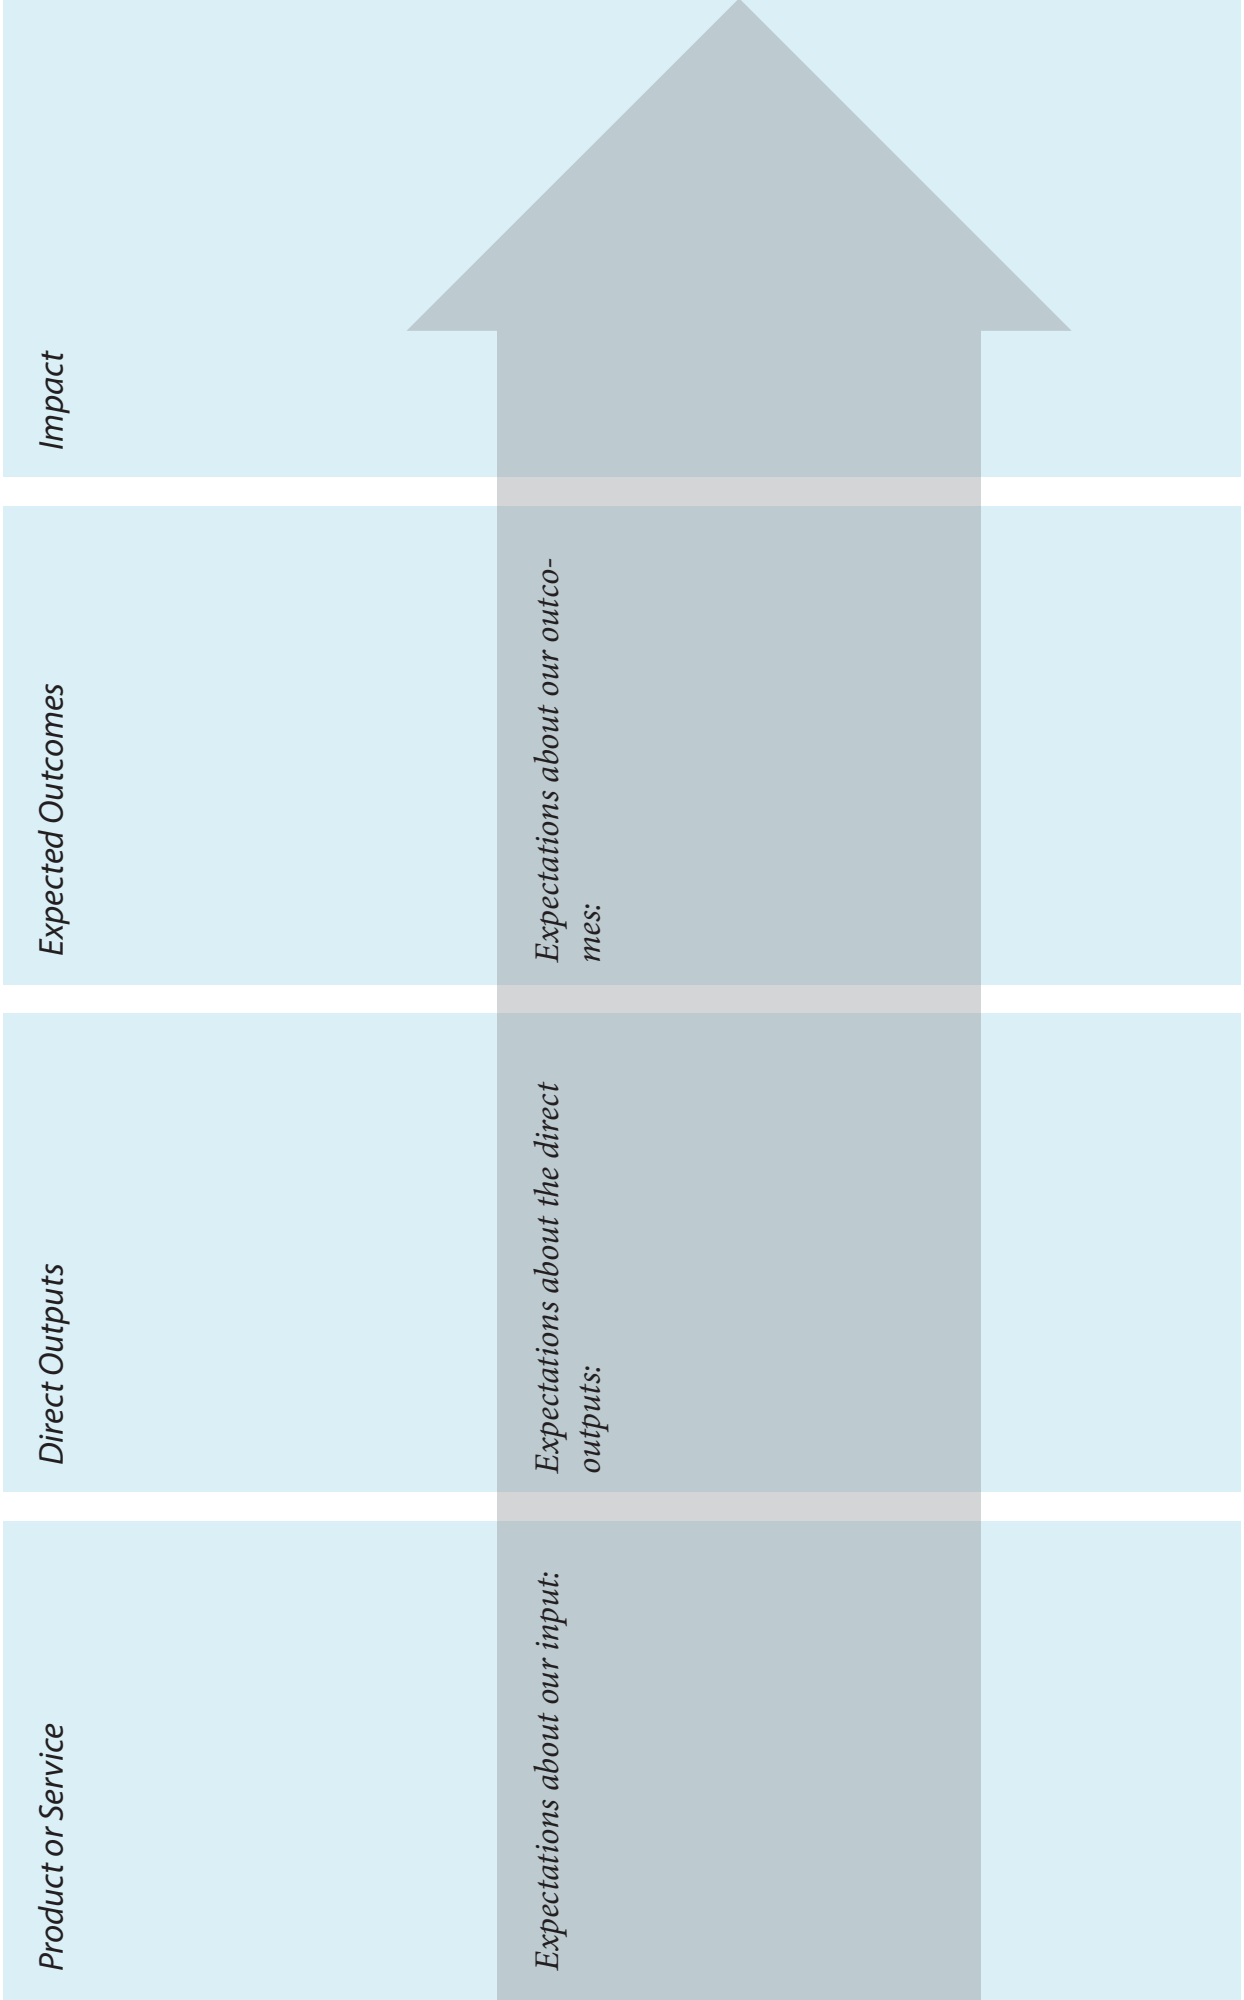 Product or Service
Direct Outputs
Expected Outcomes
Impact
Expectations about our input:
Expectations about the direct
outputs:
Expectations about our outco-
mes: